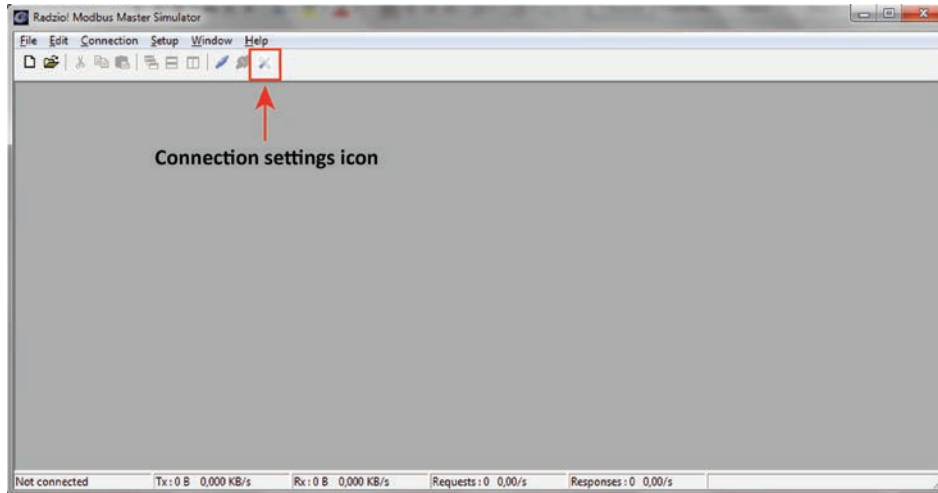 Radzio! Modbus Master Simulator
File Edit Connection Setup Window Help
Connection settings icon
Not connected Tx : 0 B 0,000 KB/s Rx : 0 B 0,000 KB/s Requests : 0 0,00/s Responses : 0 0,00/s